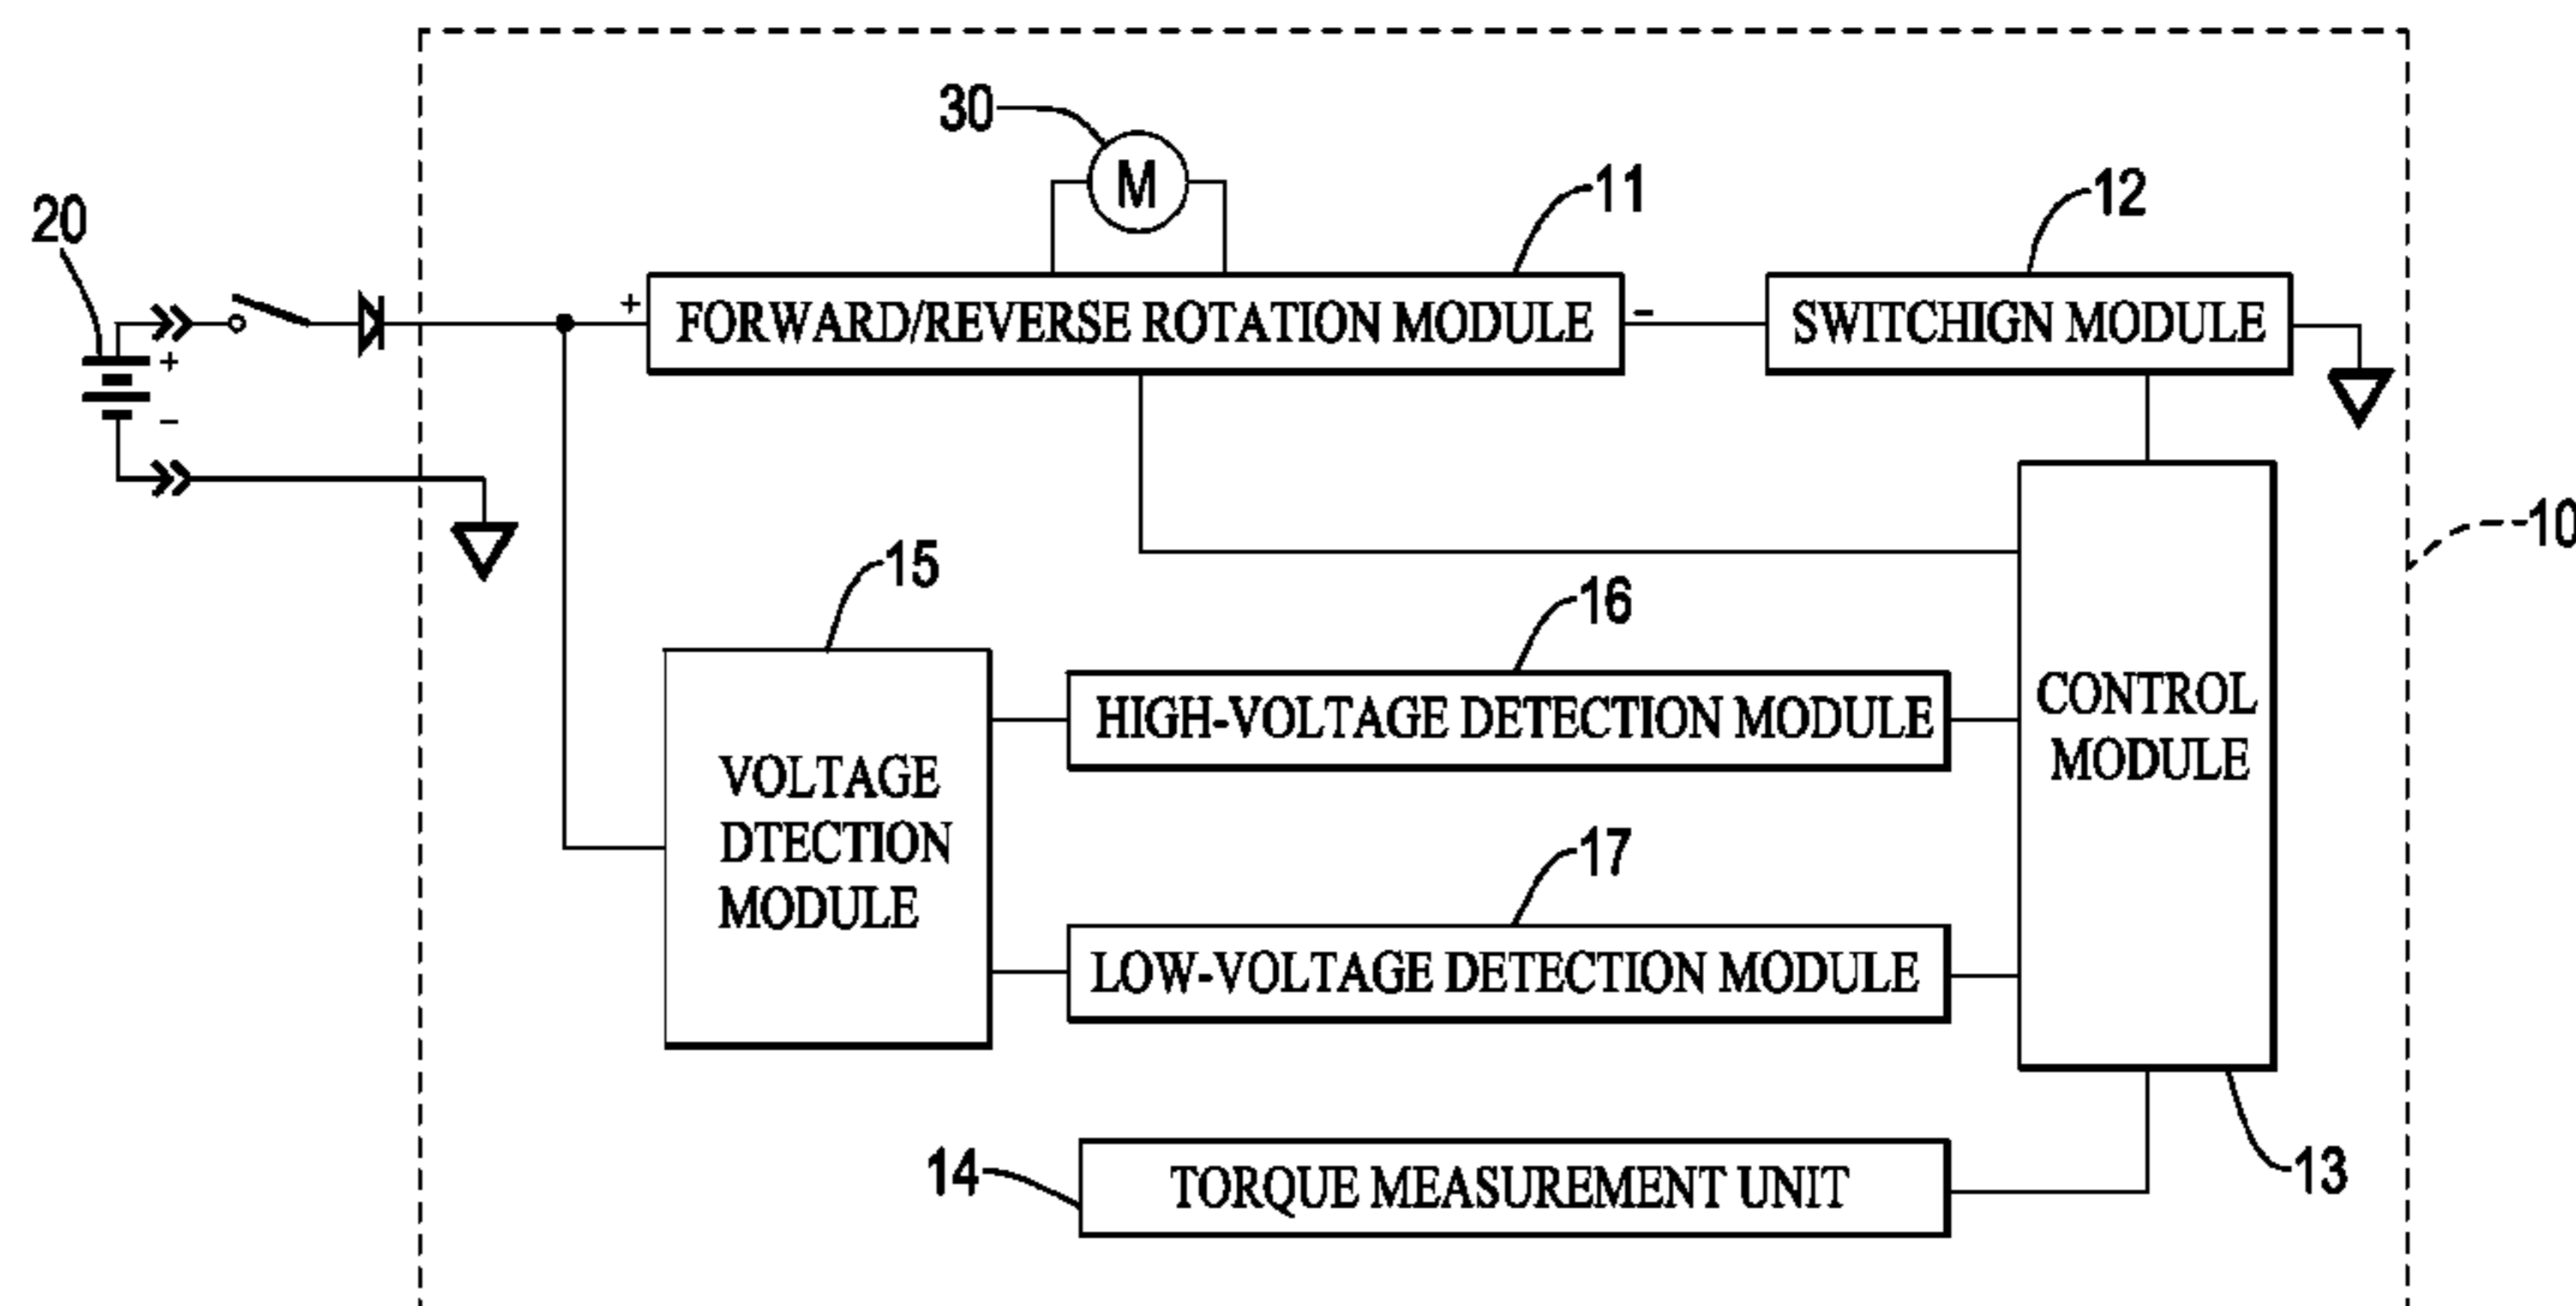 30
11
12
20
M
+
FORWARD/REVERSE ROTATION MODULE
-
SWITCHIGN MODULE
+
-
10
15
16
HIGH-VOLTAGE DETECTION MODULE
CONTROL
MODULE
VOLTAGE
DTECTION
MODULE
17
LOW-VOLTAGE DETECTION MODULE
14
TORQUE MEASUREMENT UNIT
13